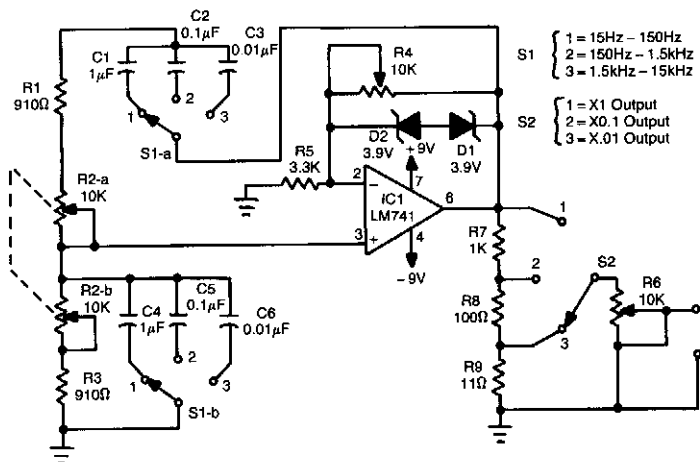 C2
0.1µF
C3
0.01µF
C1
1µF
R1
910Ω
1
2
3
S1-a
R4
10K
S1
1 = 15Hz – 150Hz
2 = 150Hz – 1.5kHz
3 = 1.5kHz – 15kHz
S2
1 = X1 Output
2 = X0.1 Output
3 = X.01 Output
D2
3.9V
D1
3.9V
+9V
R5
3.3K
2
–
7
IC1
LM741
6
3
+
4
–9V
R2-a
10K
R7
1K
1
2
S2
R6
10K
R8
100Ω
3
R9
11Ω
R2-b
10K
C4
1µF
C5
0.1µF
C6
0.01µF
2
1
3
S1-b
R3
910Ω